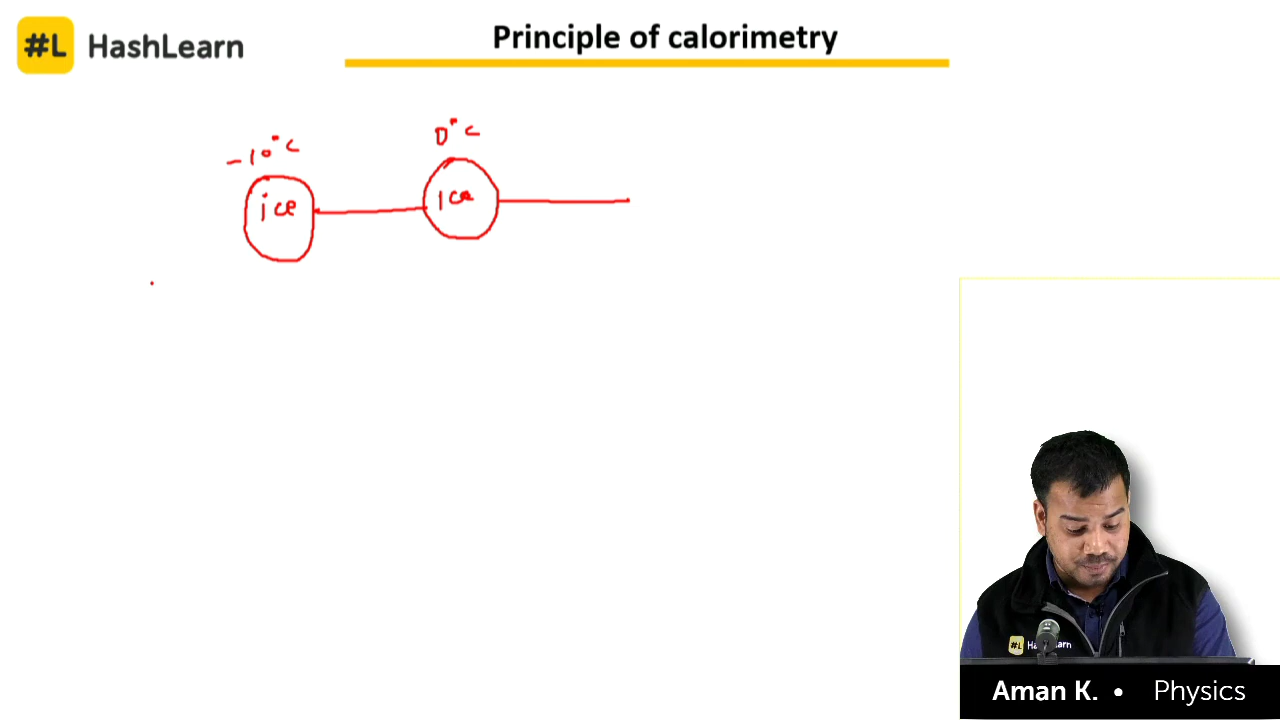 #L HashLearn
Principle of calorimetry
-10°C
0°C
ice
ice
#L HashLearn
Aman K. • Physics